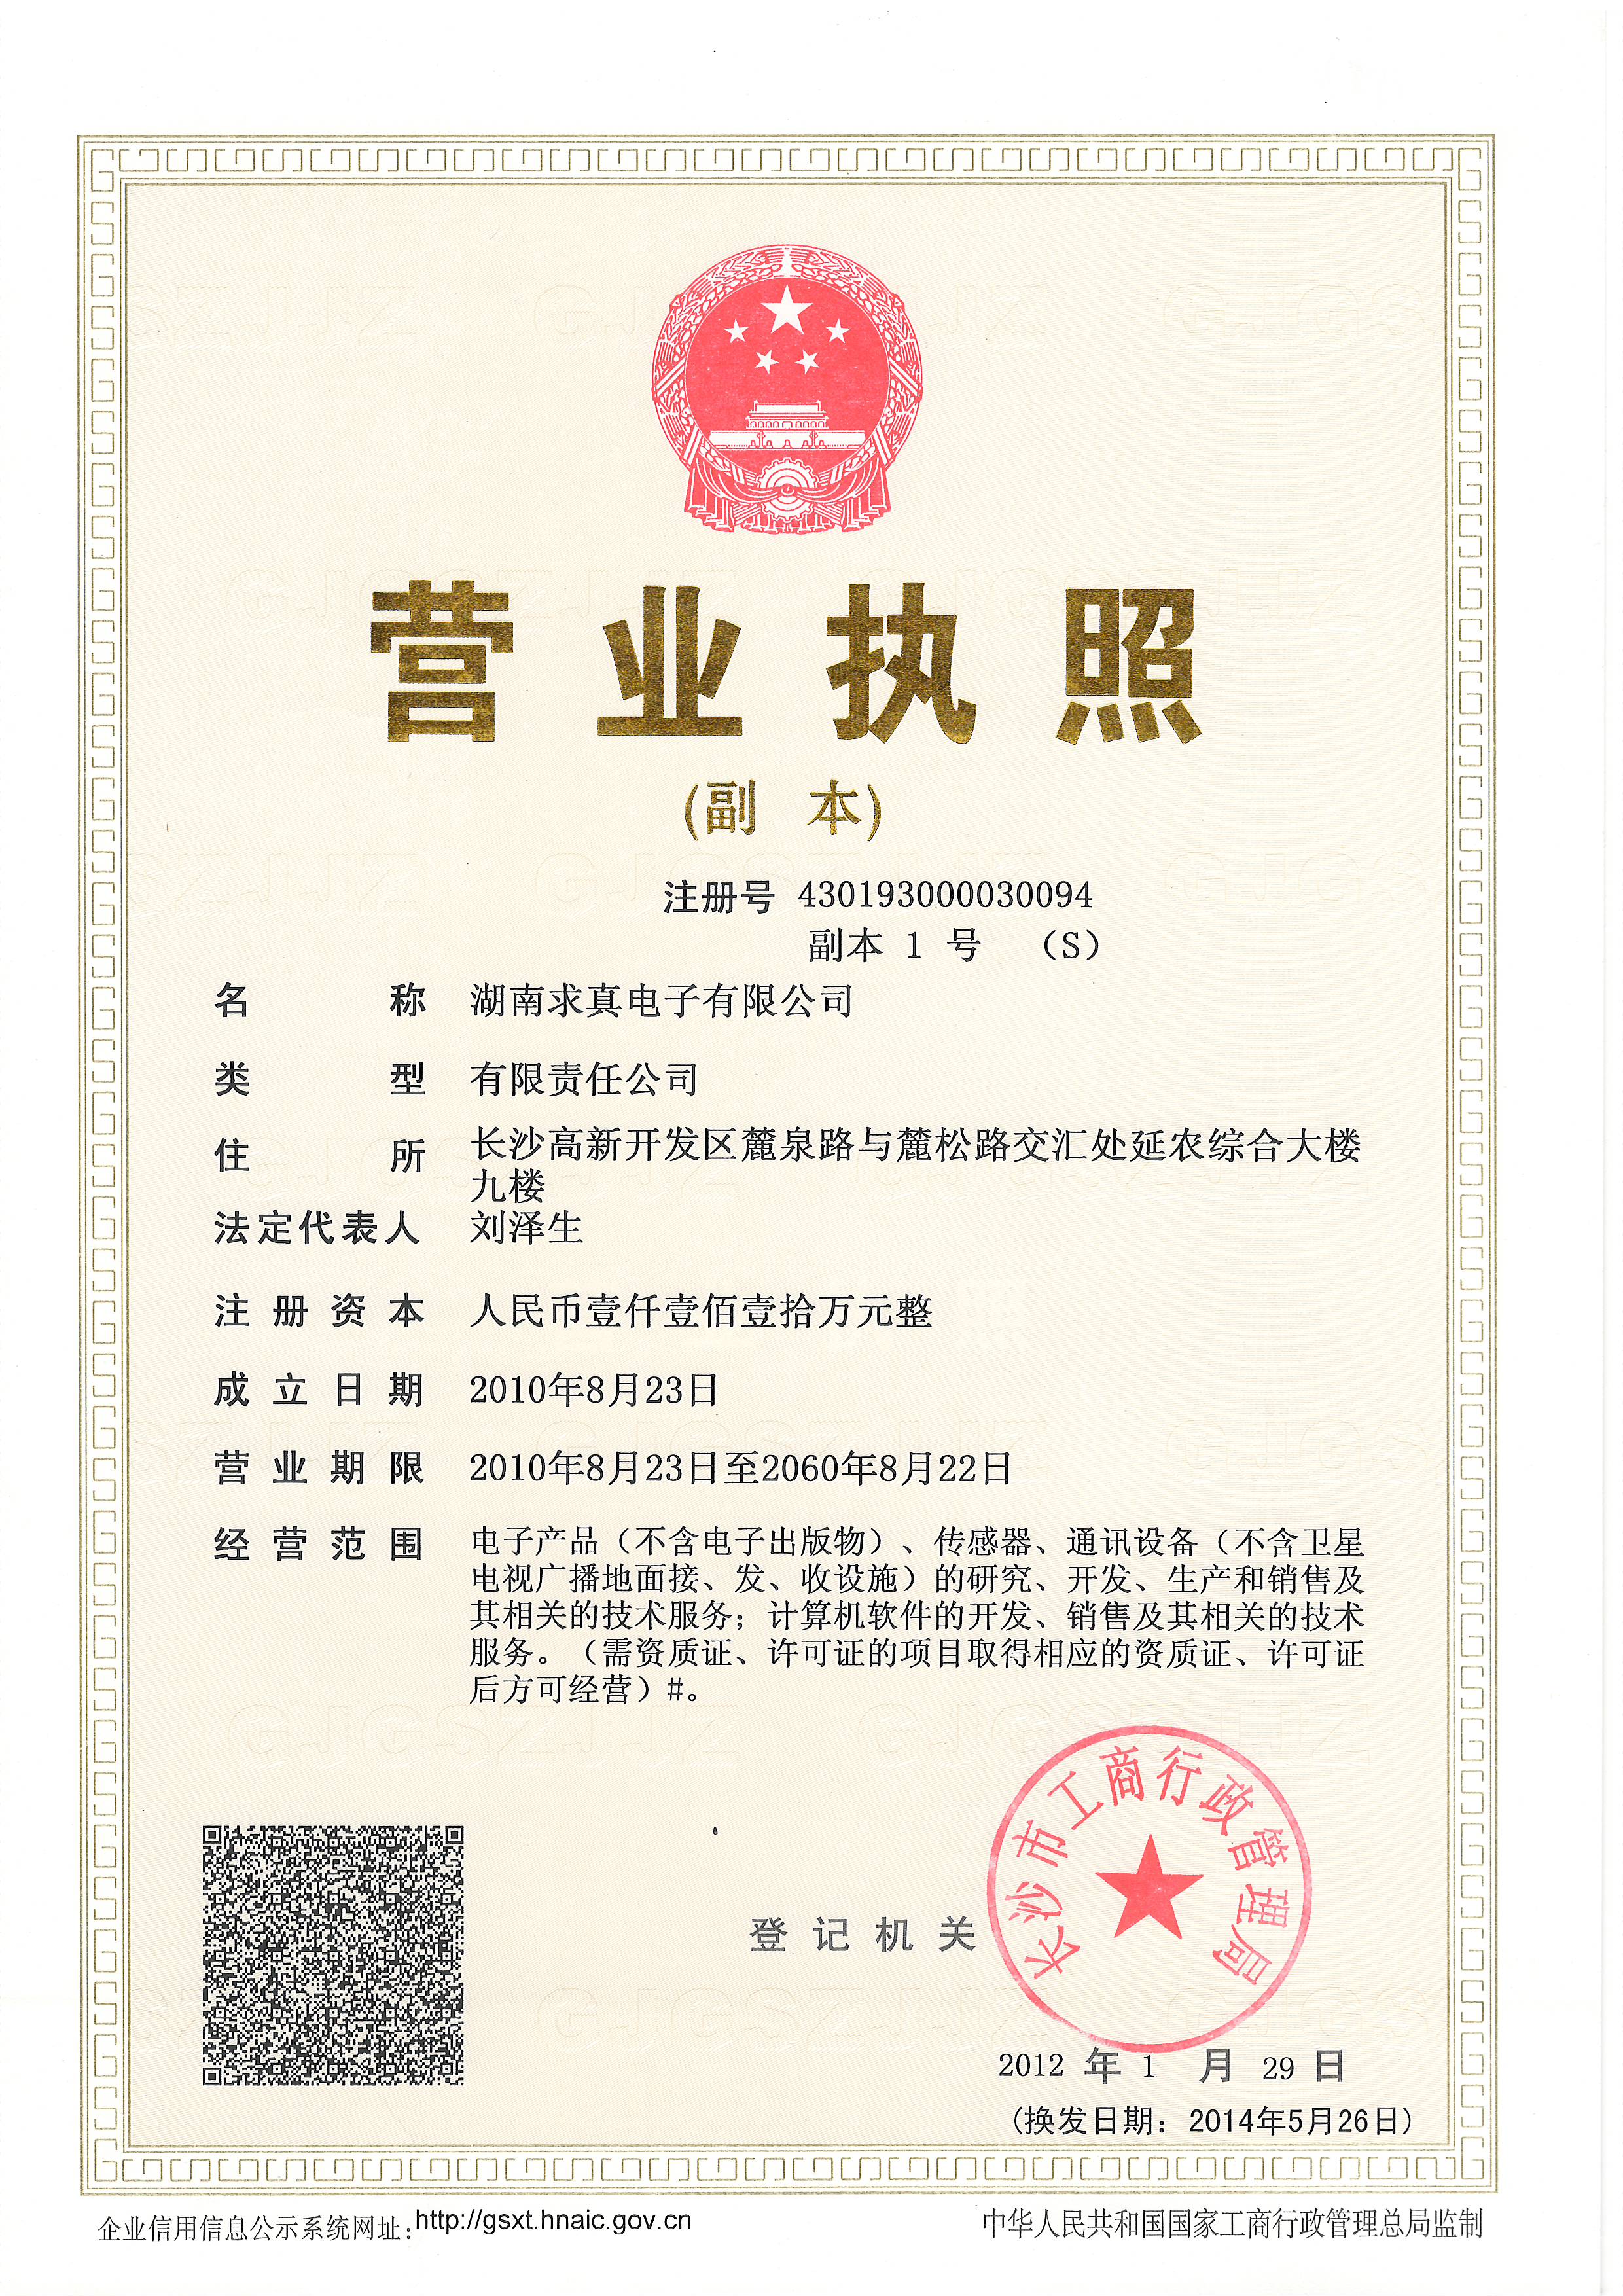 营业执照
(副 本)
注册号 430193000030094
副本 1 号 （S）
名称 湖南求真电子有限公司
类型 有限责任公司
住所 长沙高新开发区麓泉路与麓松路交汇处延农综合大楼
九楼
法定代表人 刘泽生
注册资本 人民币壹仟壹佰壹拾万元整
成立日期 2010年8月23日
营业期限 2010年8月23日至2060年8月22日
经营范围 电子产品（不含电子出版物）、传感器、通讯设备（不含卫星
电视广播地面接、发、收设施）的研究、开发、生产和销售及
其相关的技术服务；计算机软件的开发、销售及其相关的技术
服务。（需资质证、许可证的项目取得相应的资质证、许可证
后方可经营）#。
长沙市工商行政管理局
登记机关
2012 年 1 月 29 日
(换发日期：2014年5月26日)
企业信用信息公示系统网址：http://gsxt.hnaic.gov.cn
中华人民共和国国家工商行政管理总局监制